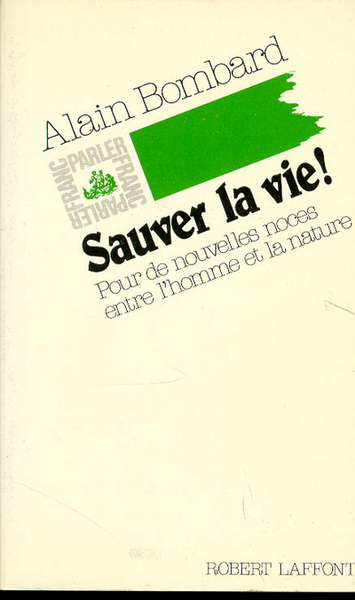 Alain Bombard
PARLER
FRANC
PARLER
FRANC
Sauver la vie!
Pour de nouvelles noces
entre l'homme et la nature
ROBERT LAFFONT